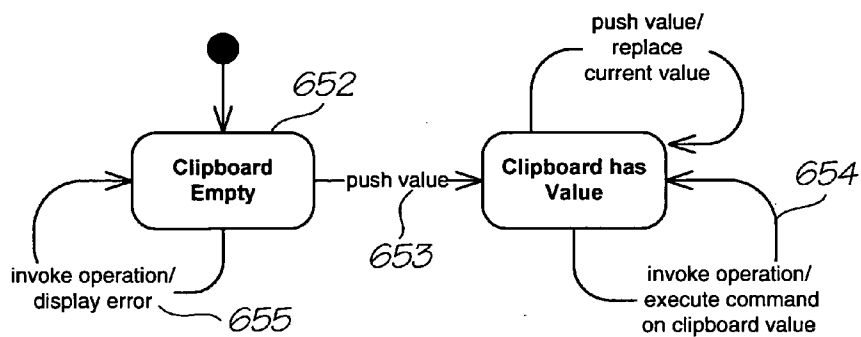 push value/
replace
current value
652
Clipboard
Empty
push value
Clipboard has
Value
654
653
invoke operation/
display error
655
invoke operation/
execute command
on clipboard value